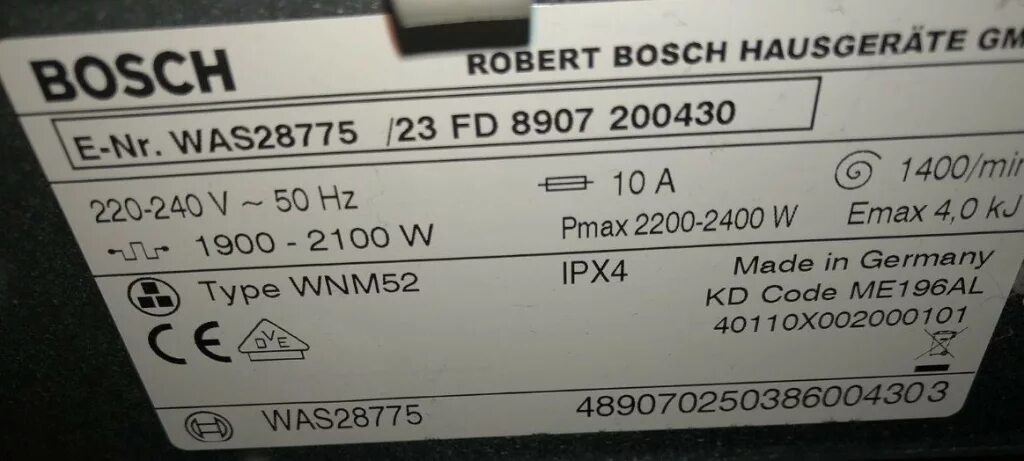 BOSCH
ROBERT BOSCH HAUSGERÄTE GM
E-Nr. WAS28775 /23 FD 8907 200430
220-240 V ~ 50 Hz 10 A 1400/min
1900 - 2100 W Pmax 2200-2400 W Emax 4,0 kJ
Type WNM52 IPX4 Made in Germany
KD Code ME196AL
CE DVE 40110X002000101
WAS28775 489070250386004303